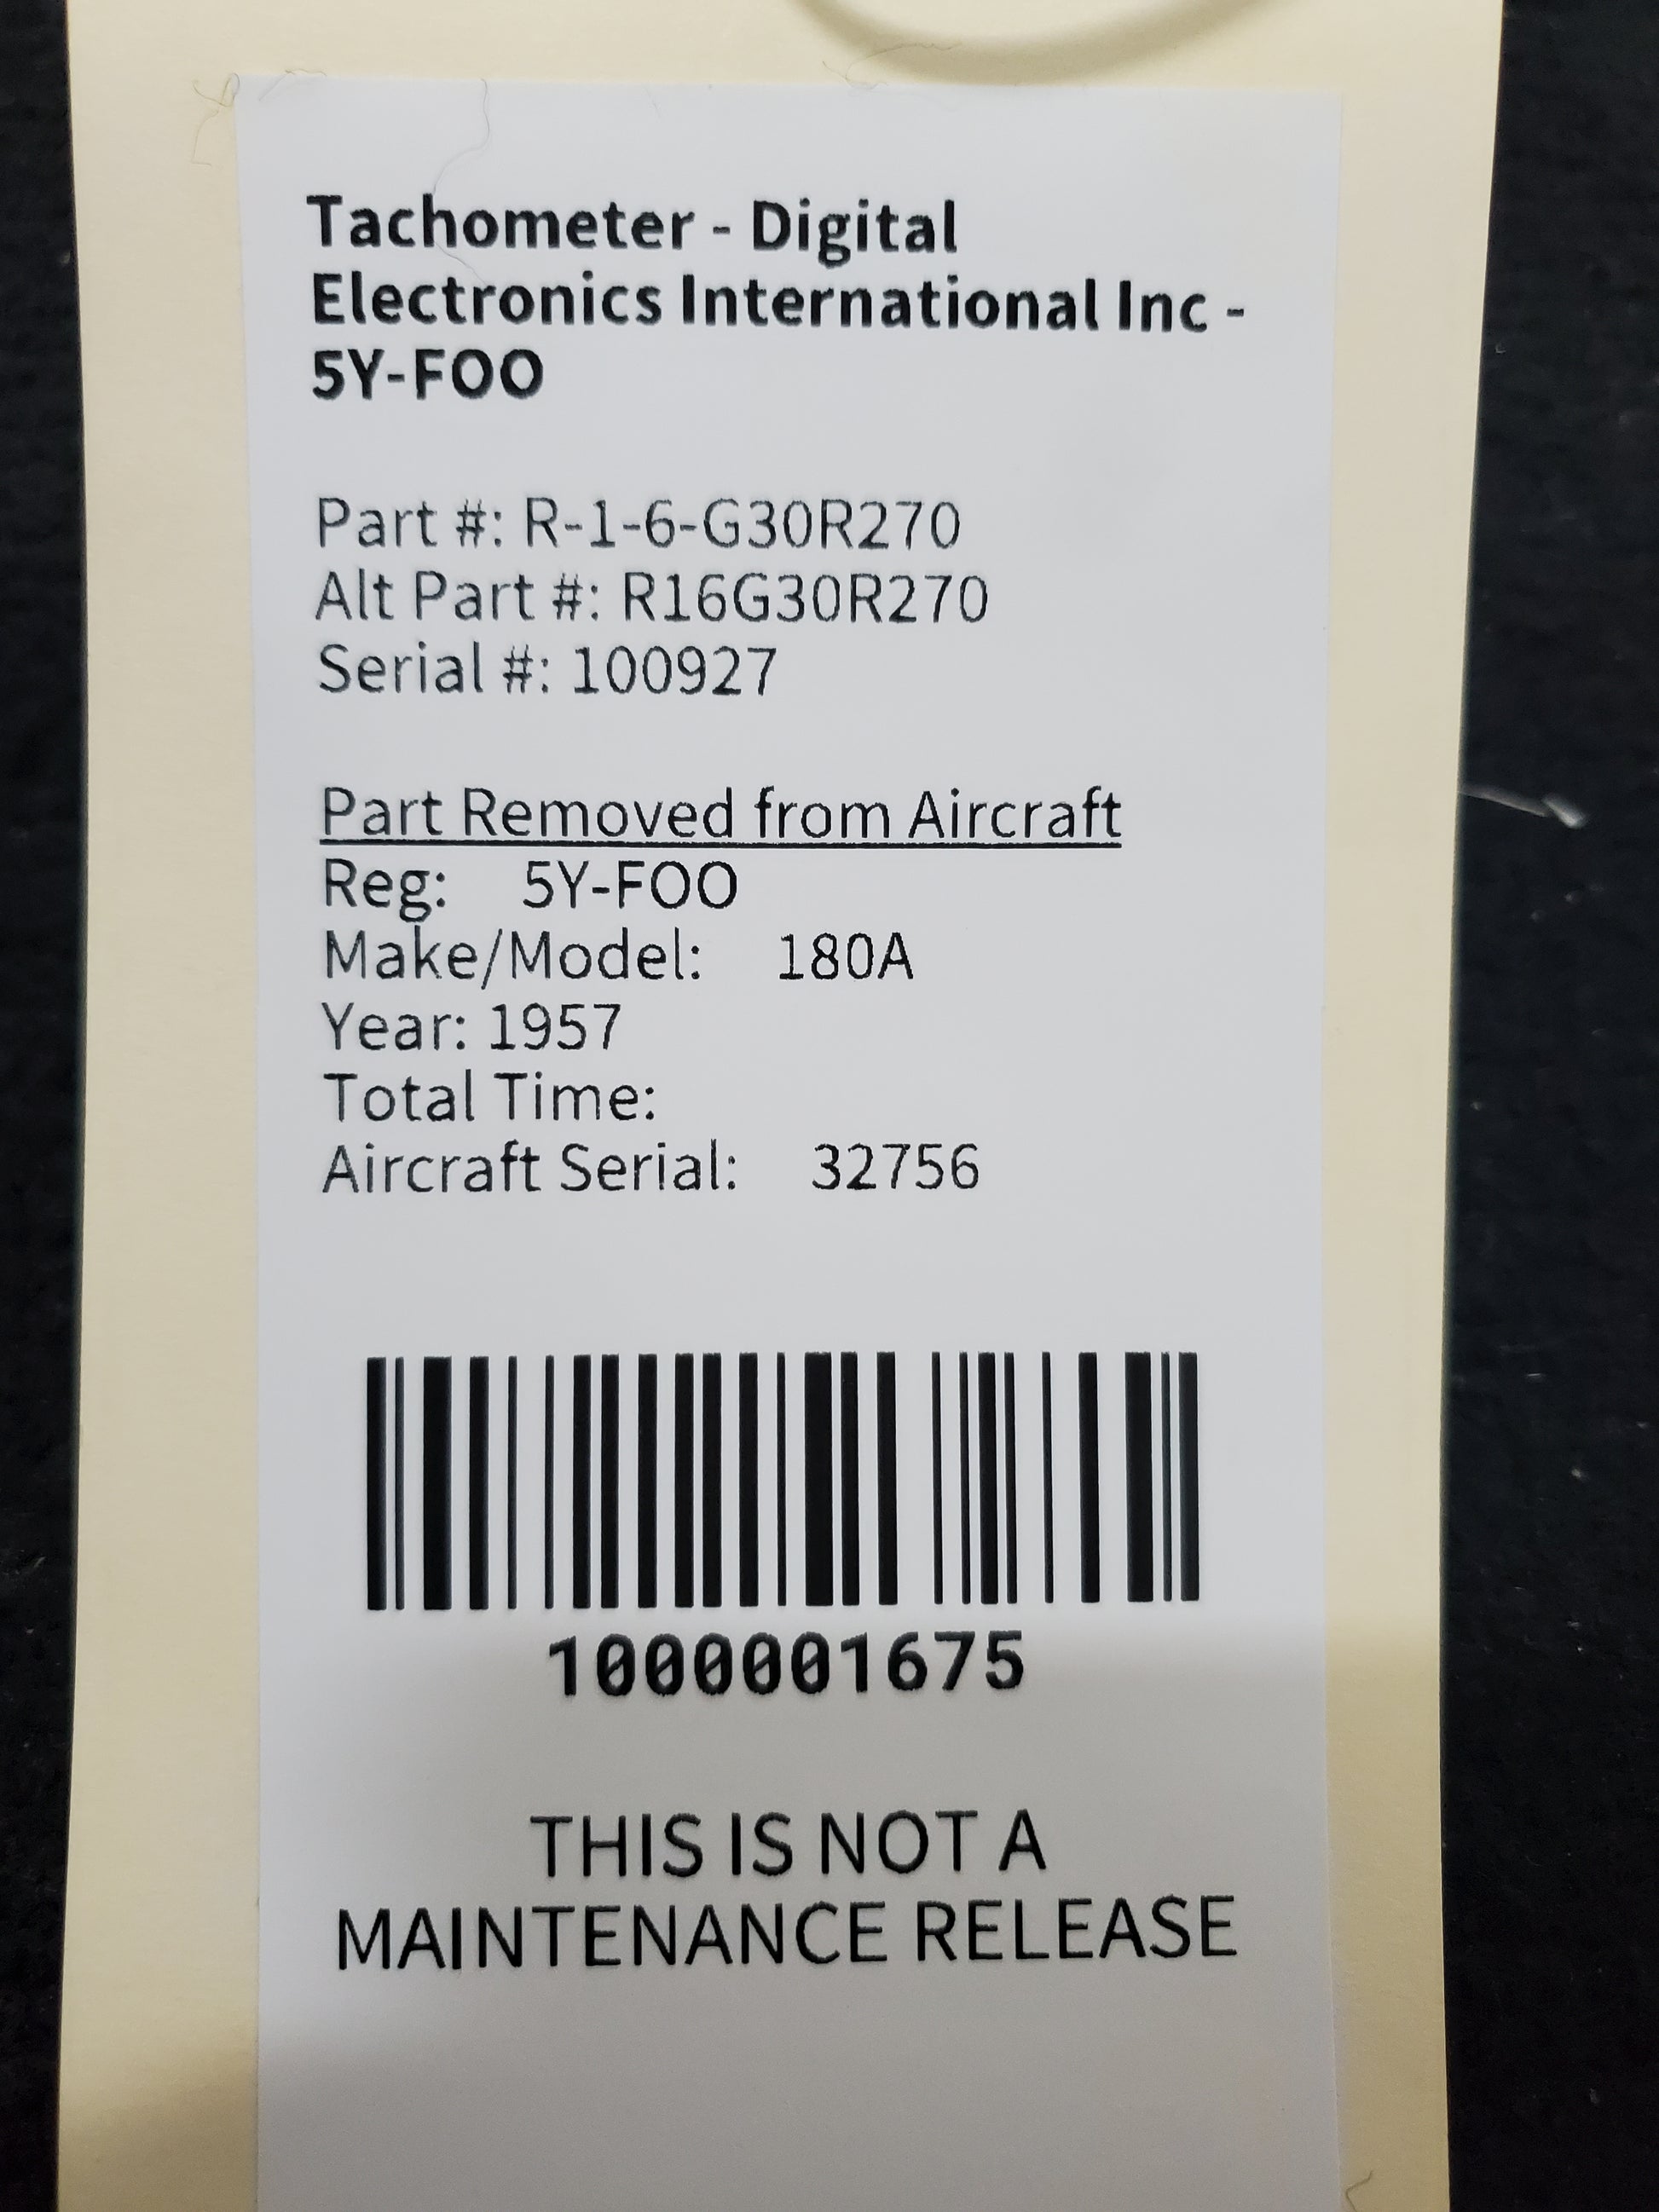 Tachometer - Digital
Electronics International Inc -
5Y-FOO
Part #: R-1-6-G30R270
Alt Part #: R16G30R270
Serial #: 100927
Part Removed from Aircraft
Reg: 5Y-FOO
Make/Model: 180A
Year: 1957
Total Time:
Aircraft Serial: 32756
1000001675
THIS IS NOT A
MAINTENANCE RELEASE